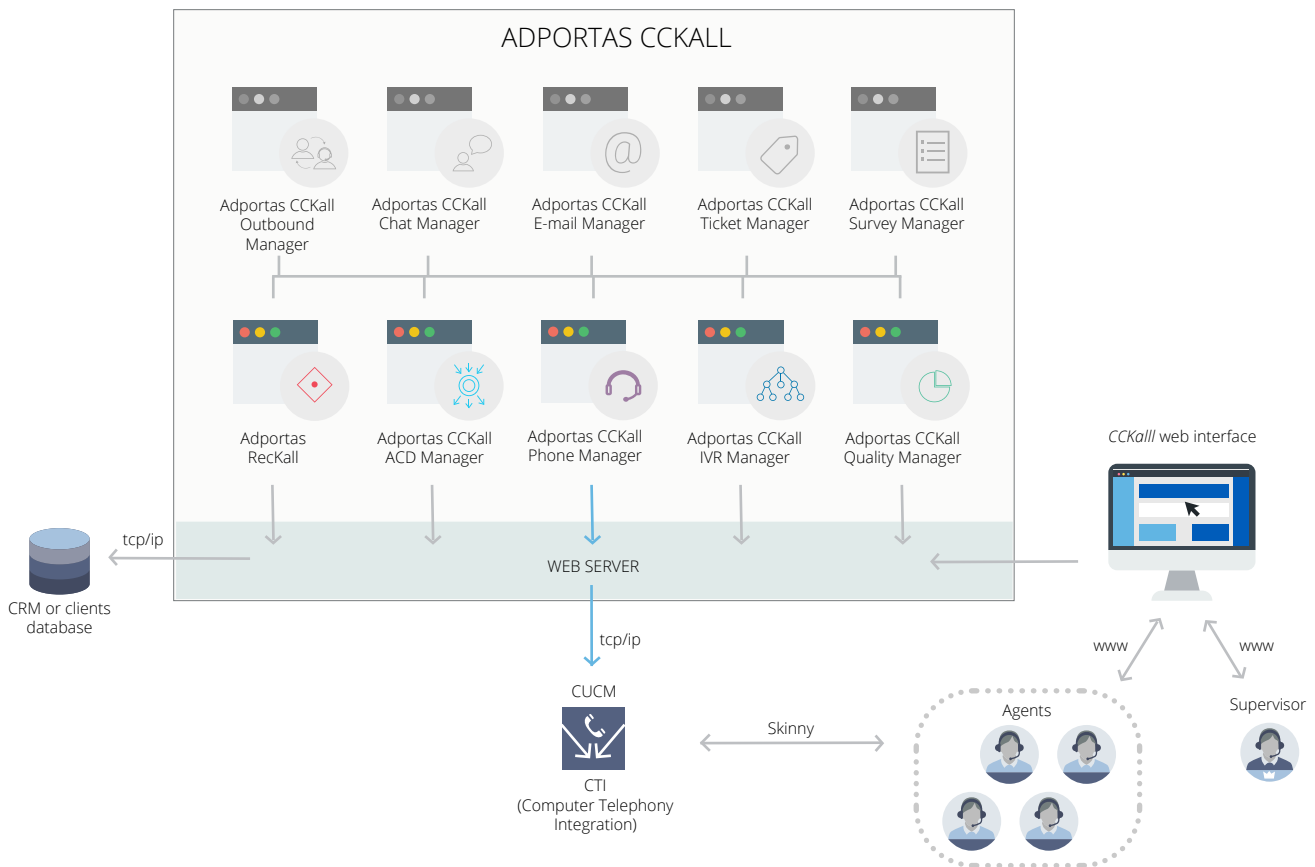 ADPORTAS CCKALL
Adportas CCKall
Outbound
Manager
Adportas CCKall
Chat Manager
Adportas CCKall
E-mail Manager
Adportas CCKall
Ticket Manager
Adportas CCKall
Survey Manager
Adportas
RecKall
Adportas CCKall
ACD Manager
Adportas CCKall
Phone Manager
Adportas CCKall
IVR Manager
Adportas CCKall
Quality Manager
CCKalll web interface
tcp/ip
WEB SERVER
CRM or clients
database
tcp/ip
www
www
CUCM
Skinny
Agents
Supervisor
CTI
(Computer Telephony
Integration)